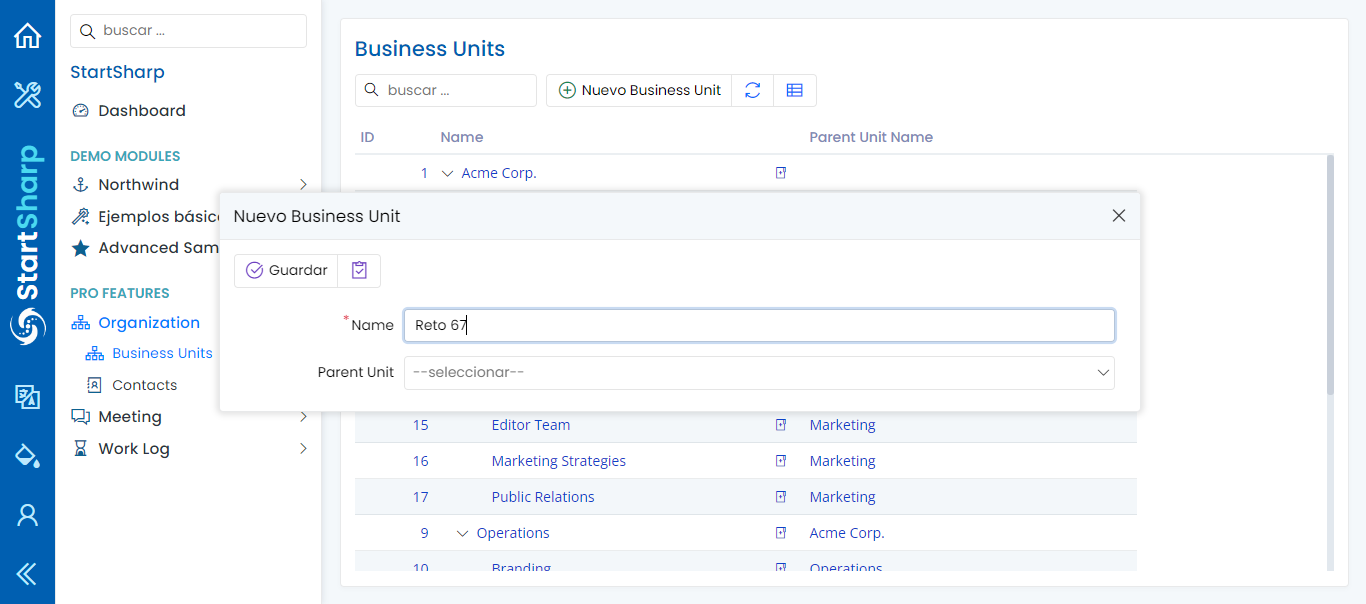 buscar ...
StartSharp
Dashboard
DEMO MODULES
Northwind
Ejemplos básic
Advanced Sam
PRO FEATURES
Organization
Business Units
Contacts
Meeting
Work Log
StartSharp
Business Units
buscar ...
Nuevo Business Unit
ID Name Parent Unit Name
1 Acme Corp.
Nuevo Business Unit
Guardar
*Name Reto 67
Parent Unit --seleccionar--
15 Editor Team Marketing
16 Marketing Strategies Marketing
17 Public Relations Marketing
9 Operations Acme Corp.
10 Branding Operations